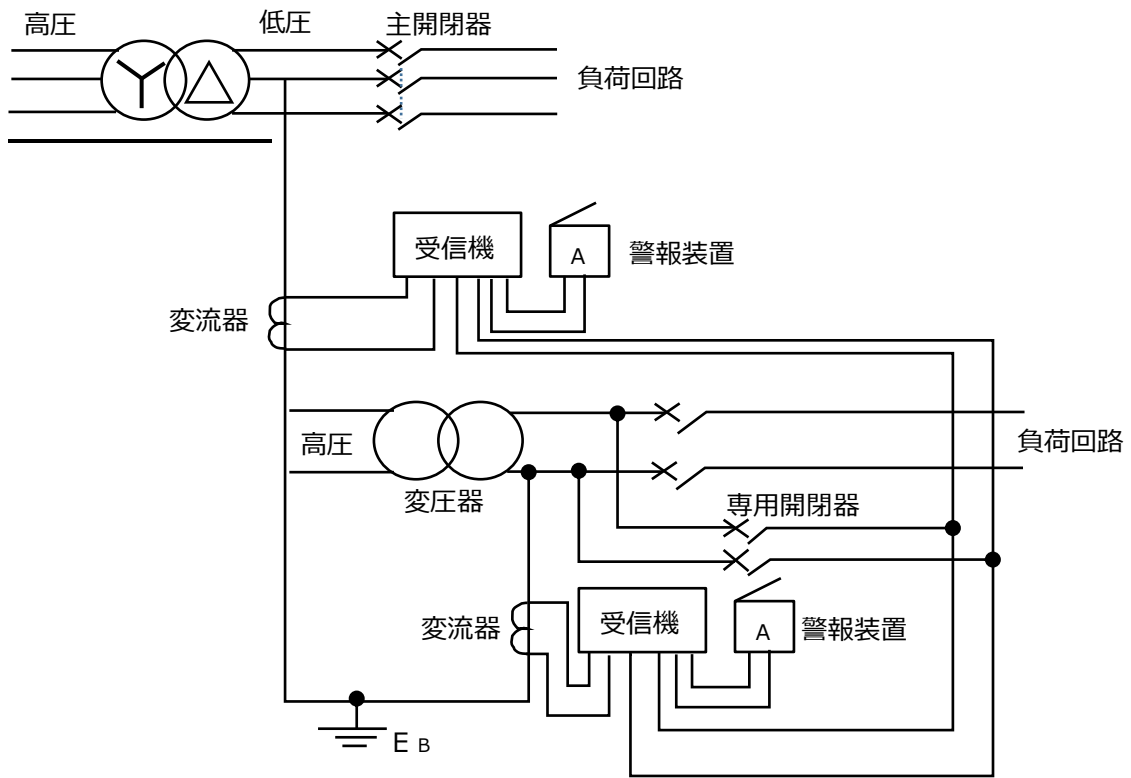 高圧
低圧
主開閉器
負荷回路
受信機
A
警報装置
変流器
高圧
変圧器
負荷回路
専用開閉器
変流器
受信機
A
警報装置
E B